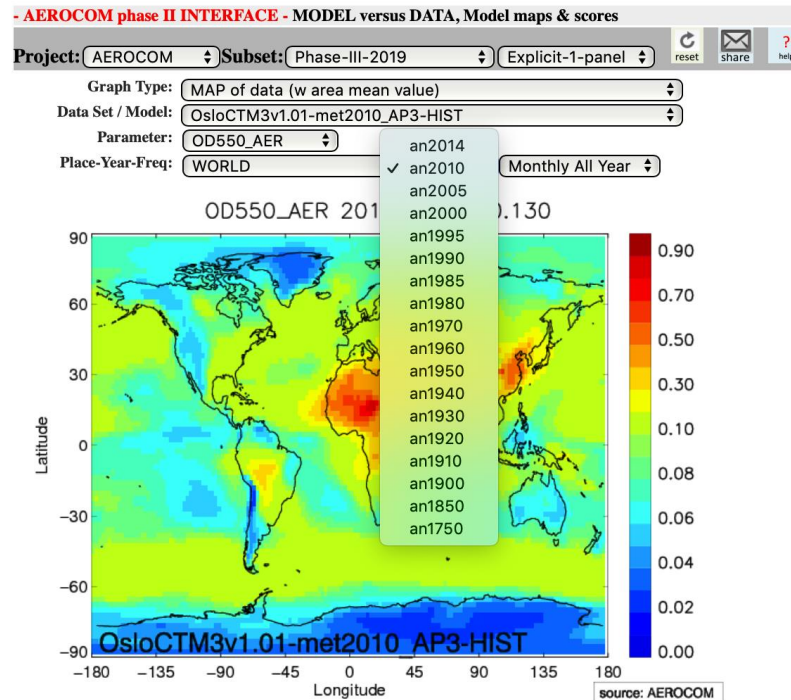 - AEROCOM phase II INTERFACE - MODEL versus DATA, Model maps & scores
Project: AEROCOM Subset: Phase-III-2019 Explicit-1-panel reset share help
Graph Type: MAP of data (w area mean value)
Data Set / Model: OsloCTM3v1.01-met2010_AP3-HIST
Parameter: OD550_AER
Place-Year-Freq: WORLD Monthly All Year
an2014
✓ an2010
an2005
an2000
an1995
an1990
an1985
an1980
an1970
an1960
an1950
an1940
an1930
an1920
an1910
an1900
an1850
an1750
OD550_AER 201 0.130
90
60
30
0
-30
-60
-90
Latitude
-180 -135 -90 -45 0 45 90 135 180
Longitude
OsloCTM3v1.01-met2010_AP3-HIST
0.90
0.70
0.50
0.30
0.10
0.08
0.06
0.04
0.02
0.00
source: AEROCOM